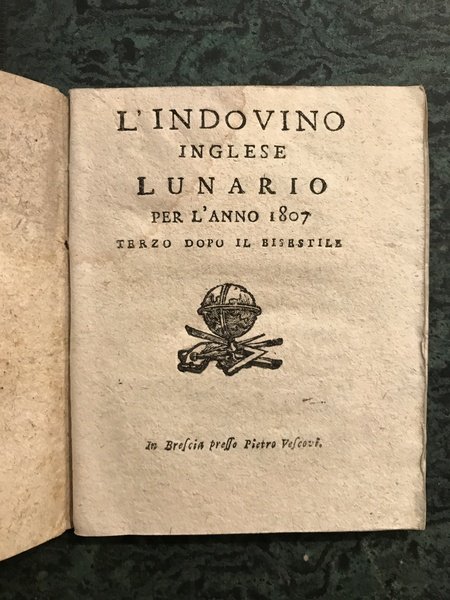 L'INDOVINO
INGLESE
LUNARIO
PER L'ANNO 1807
TERZO DOPO IL BISESTILE
In Breſcia preſſo Pietro Veſcovi.